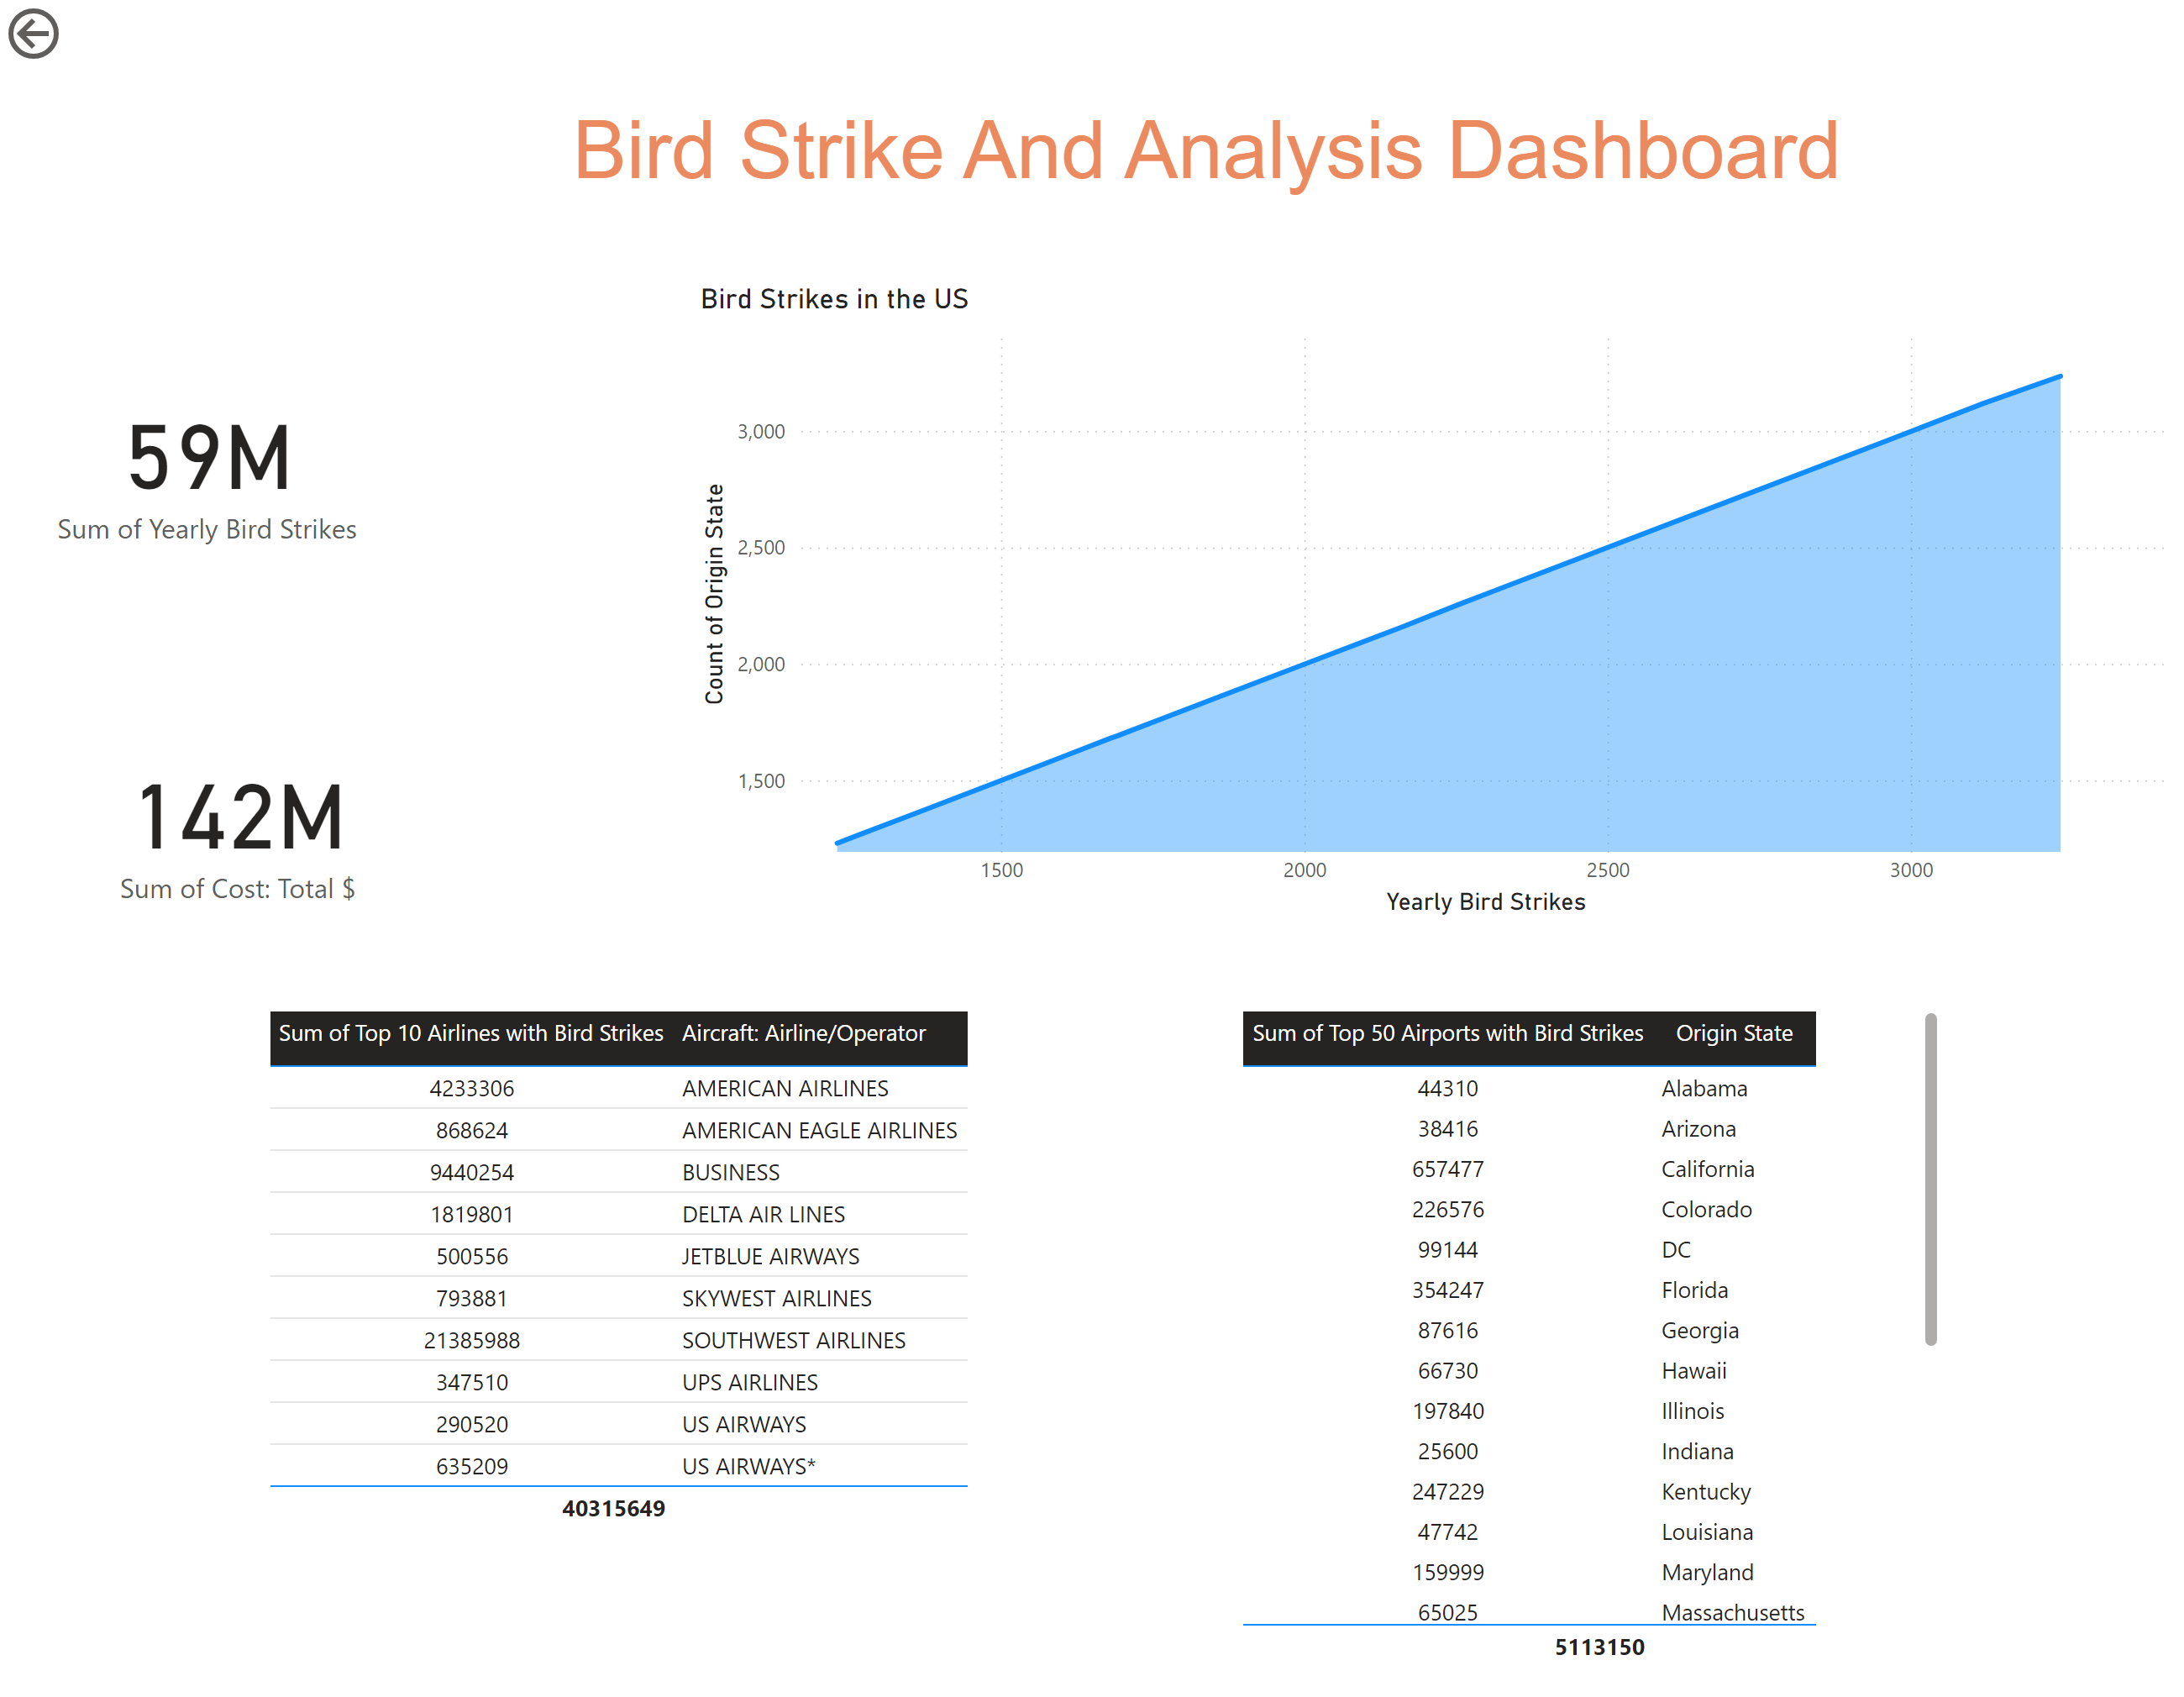 Bird Strike And Analysis Dashboard
59M
Sum of Yearly Bird Strikes
142M
Sum of Cost: Total $
Bird Strikes in the US
Count of Origin State
3,000
2,500
2,000
1,500
1500 2000 2500 3000
Yearly Bird Strikes
Sum of Top 10 Airlines with Bird Strikes Aircraft: Airline/Operator
4233306 AMERICAN AIRLINES
868624 AMERICAN EAGLE AIRLINES
9440254 BUSINESS
1819801 DELTA AIR LINES
500556 JETBLUE AIRWAYS
793881 SKYWEST AIRLINES
21385988 SOUTHWEST AIRLINES
347510 UPS AIRLINES
290520 US AIRWAYS
635209 US AIRWAYS*
40315649
Sum of Top 50 Airports with Bird Strikes Origin State
44310 Alabama
38416 Arizona
657477 California
226576 Colorado
99144 DC
354247 Florida
87616 Georgia
66730 Hawaii
197840 Illinois
25600 Indiana
247229 Kentucky
47742 Louisiana
159999 Maryland
65025 Massachusetts
5113150